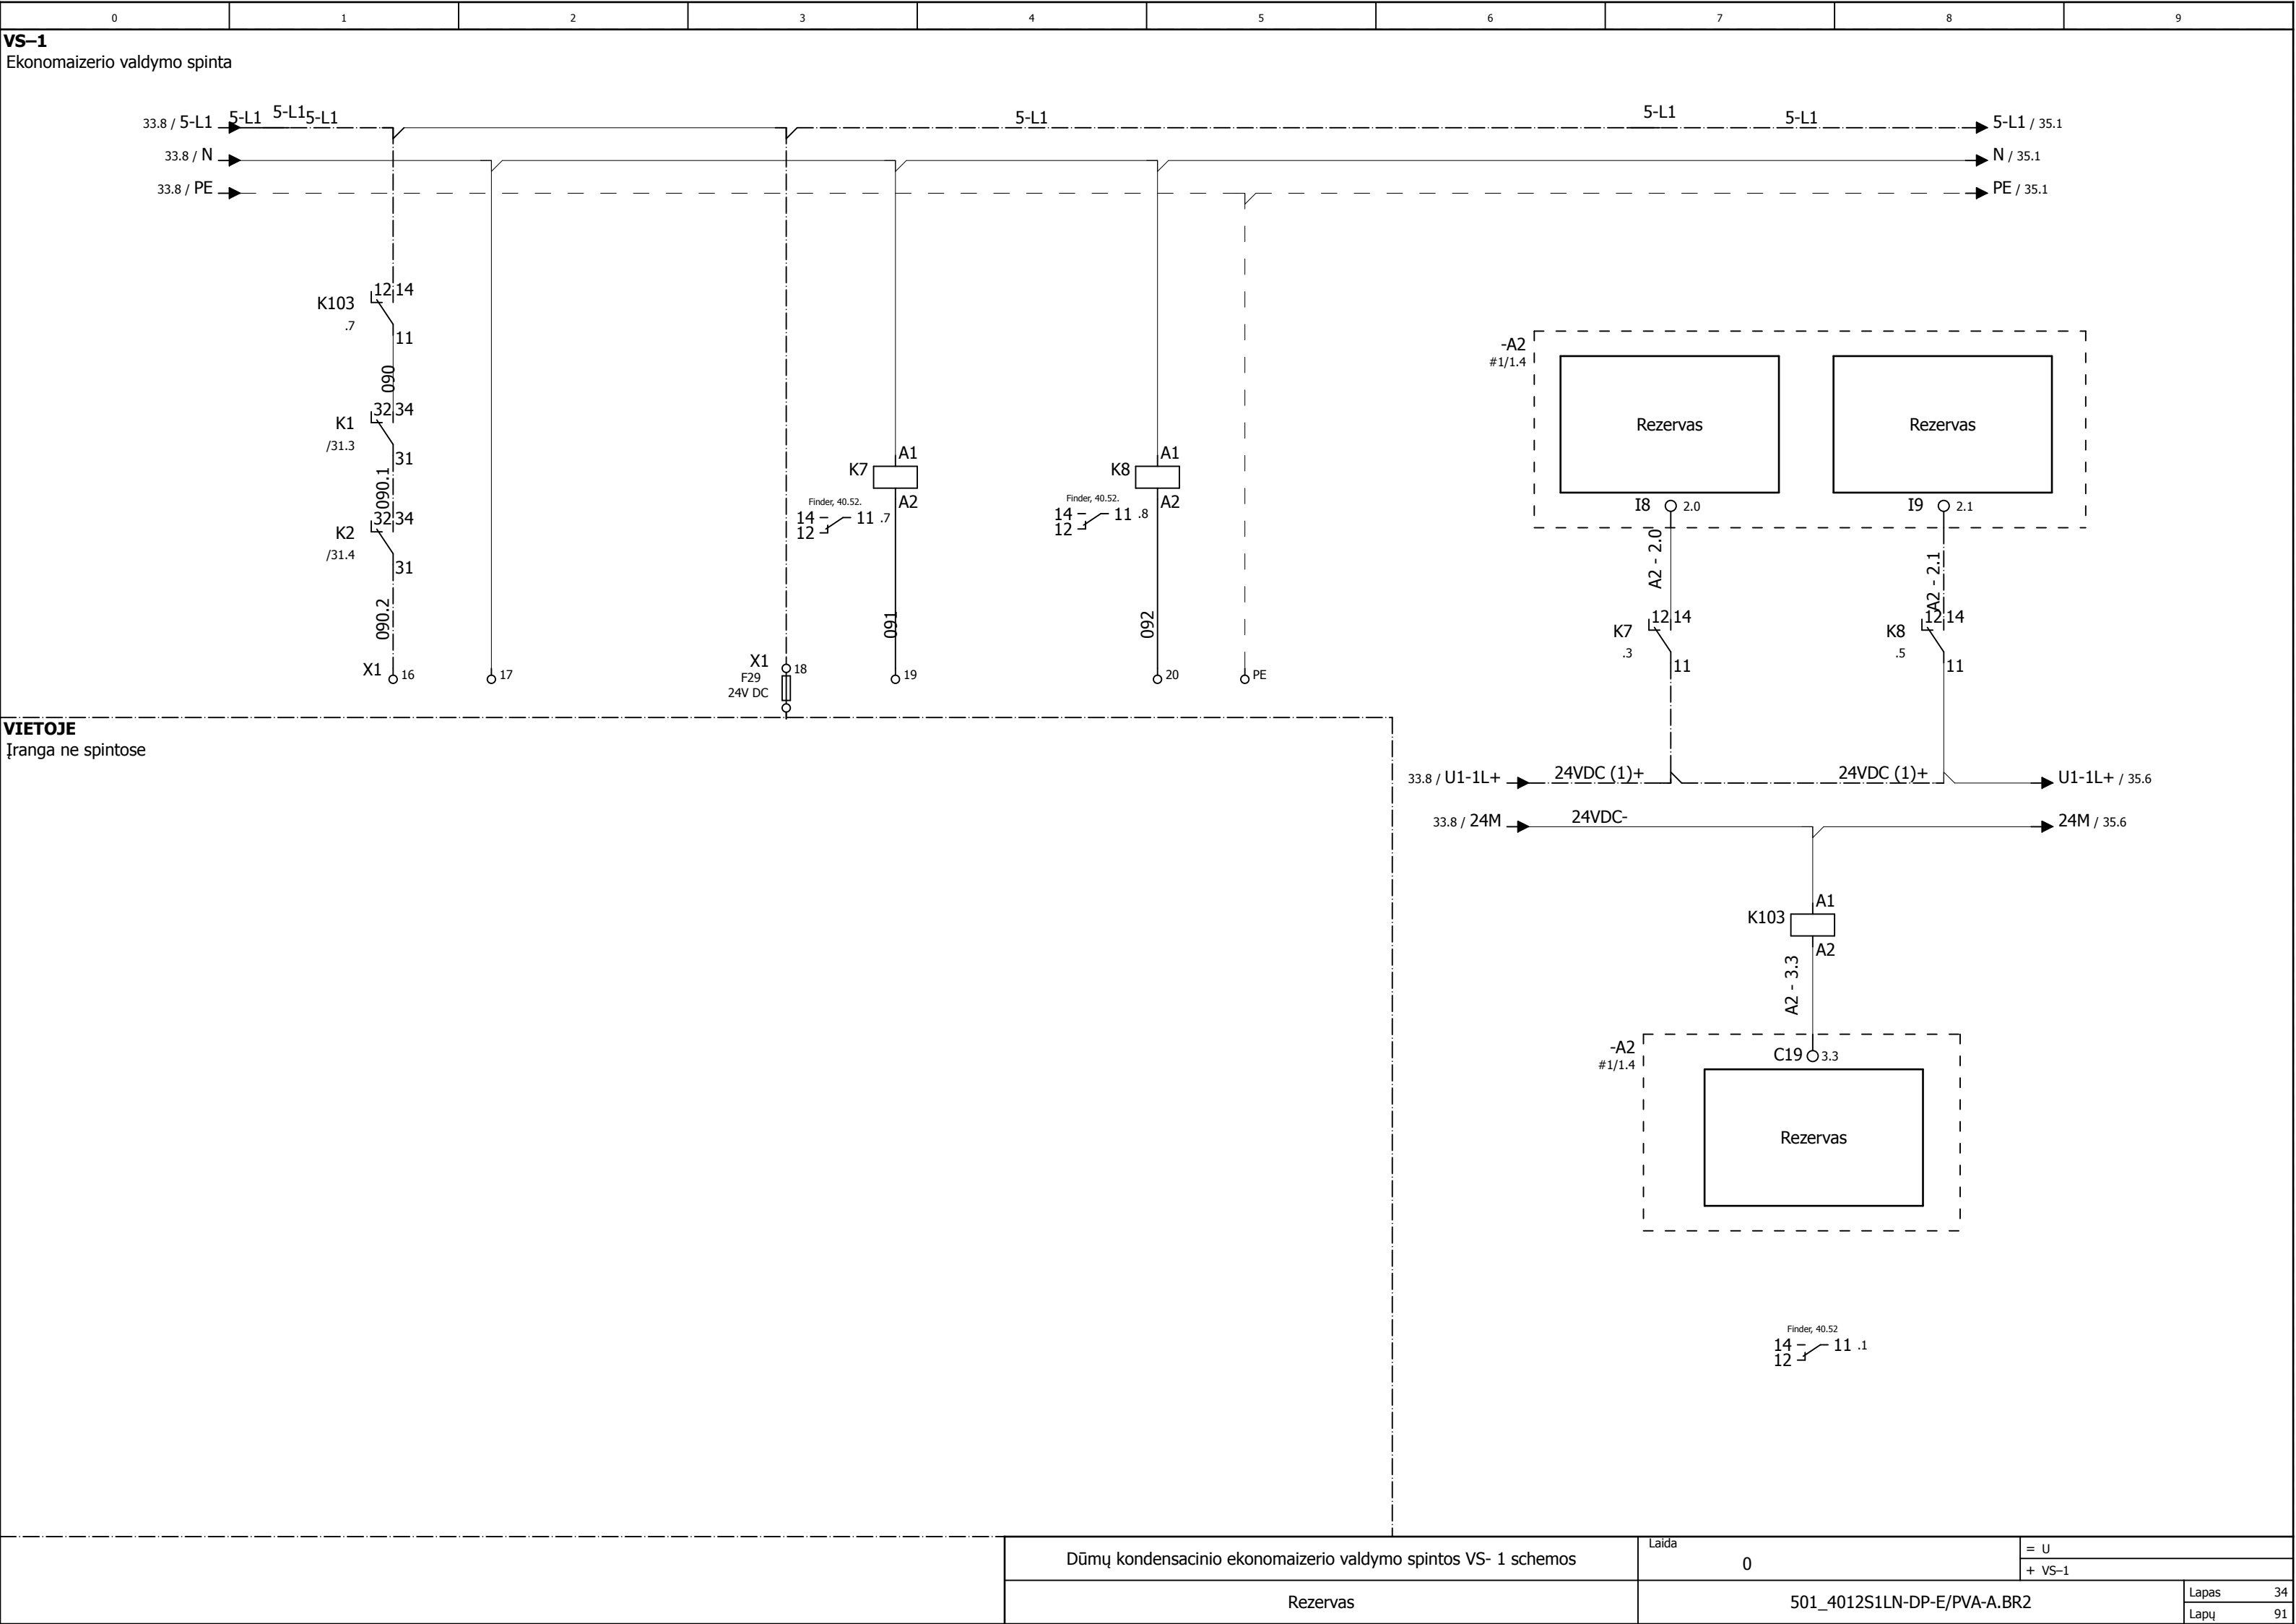 0 1 2 3 4 5 6 7 8 9
VS–1
Ekonomaizerio valdymo spinta
33.8 / 5-L1 5-L1 5-L1 5-L1 5-L1 5-L1 5-L1 5-L1 / 35.1
33.8 / N N / 35.1
33.8 / PE PE / 35.1
K103 12 14
.7
11
090
K1 32 34
/31.3
31
090.1
K2 32 34
/31.4
31
090.2
X1 16
17
X1 18
F29
24V DC
K7 A1
A2
Finder, 40.52.
14 11 .7
12
091
19
K8 A1
A2
Finder, 40.52.
14 11 .8
12
092
20
PE
-A2
#1/1.4
Rezervas Rezervas
I8 2.0 I9 2.1
A2 - 2.0 A2 - 2.1
K7 12 14
.3
11
K8 12 14
.5
11
VIETOJE
Įranga ne spintose
33.8 / U1-1L+ 24VDC (1)+ 24VDC (1)+ U1-1L+ / 35.6
33.8 / 24M 24VDC- 24M / 35.6
K103 A1
A2
A2 - 3.3
-A2
#1/1.4
C19 3.3
Rezervas
Finder, 40.52
14 11 .1
12
Dūmų kondensacinio ekonomaizerio valdymo spintos VS- 1 schemos
Laida
0
= U
+ VS–1
Rezervas
501_4012S1LN-DP-E/PVA-A.BR2
Lapas 34
Lapų 91